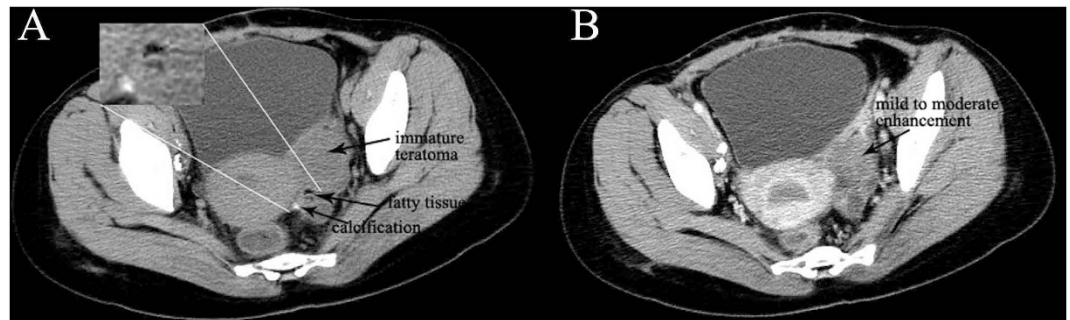 A
immature
teratoma
fatty tissue
calcification
B
mild to moderate
enhancement